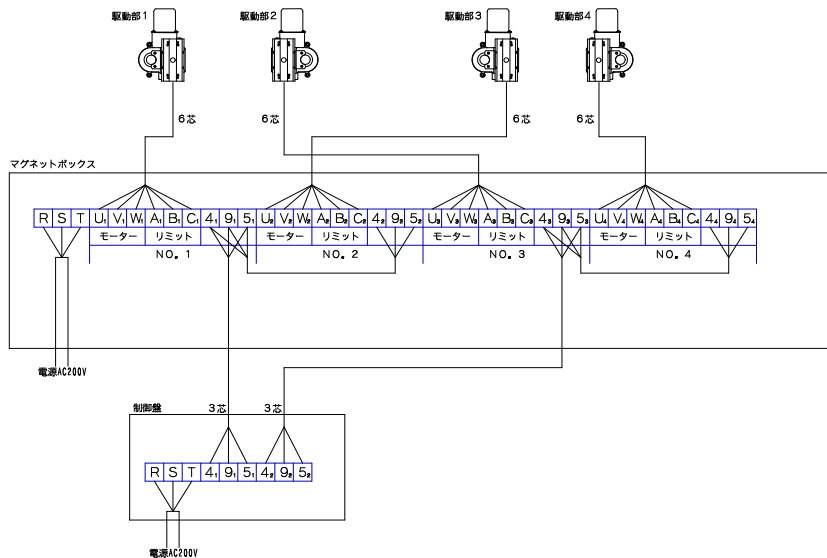 駆動部1 駆動部2 駆動部3 駆動部4
6芯 6芯 6芯 6芯
マグネットボックス
R S T U₁ V₁ W₁ A₁ B₁ C₁ 4₁ 9₁ 5₁ U₂ V₂ W₂ A₂ B₂ C₂ 4₂ 9₂ 5₂ U₃ V₃ W₃ A₃ B₃ C₃ 4₃ 9₃ 5₃ U₄ V₄ W₄ A₄ B₄ C₄ 4₄ 9₄ 5₄
モーター リミット モーター リミット モーター リミット モーター リミット
NO。1 NO。2 NO。3 NO。4
電源AC200V
制御盤 3芯 3芯
R S T 4₁ 9₁ 5₁ 4₂ 9₂ 5₂
電源AC200V